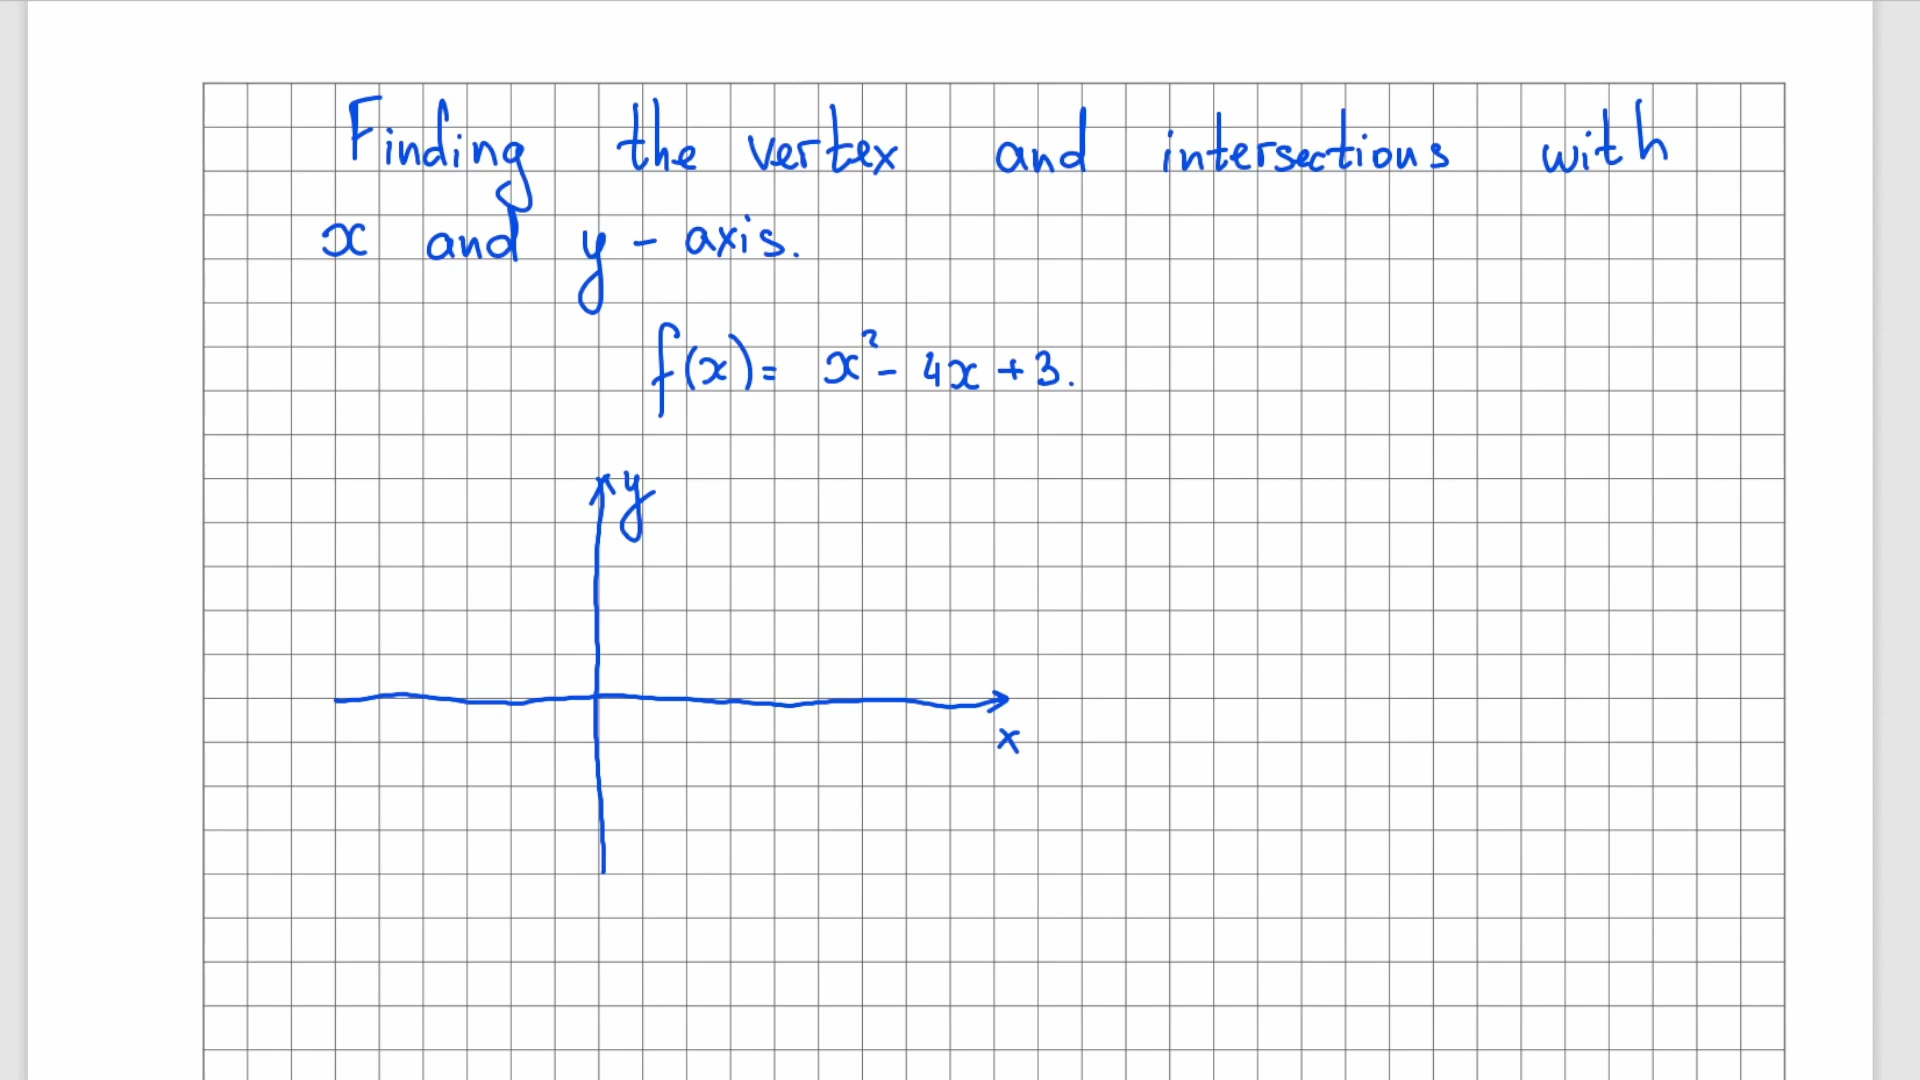 Finding the vertex and intersections with
x and y - axis.
f(x) = x² - 4x + 3.
y
x